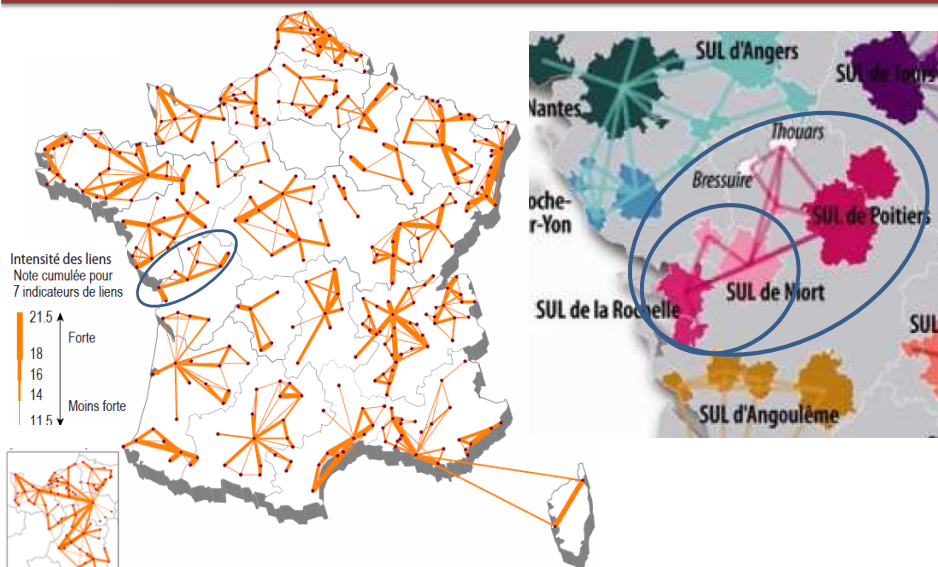 Intensité des liens
Note cumulée pour
7 indicateurs de liens
21.5
Forte
18
16
14
Moins forte
11.5
SUL d'Angers
SUL de Tours
Nantes
Thouars
Bressuire
oche-
r-Yon
SUL de Poitiers
SUL de la Rochelle
SUL de Niort
SUL
SUL d'Angoulême